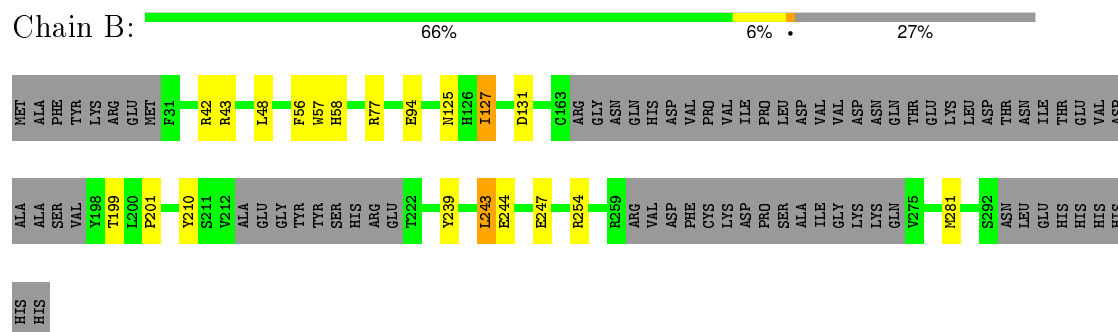 Chain B:
66% 6% • 27%
MET ALA PHE TYR LYS ARG GLU MET F31 R42 R43 L48 F56 W57 H58 R77 E94 N125 H126 I127 D131 C163 ARG GLY ASN GLN HIS ASP VAL PRO VAL ILE PRO LEU ASP VAL VAL ASP ASN GLN THR GLU LYS LEU ASP THR ASN ILE THR GLU VAL ASP
ALA ALA SER VAL Y198 T199 L200 P201 Y210 S211 V212 ALA GLU GLY TYR TYR SER HIS ARG GLU T222 Y239 L243 E244 E247 R254 R259 ARG VAL ASP PHE CYS LYS ASP PRO SER ALA ILE GLY LYS LYS GLN V275 M281 S292 ASN LEU GLU HIS HIS HIS HIS
HIS HIS